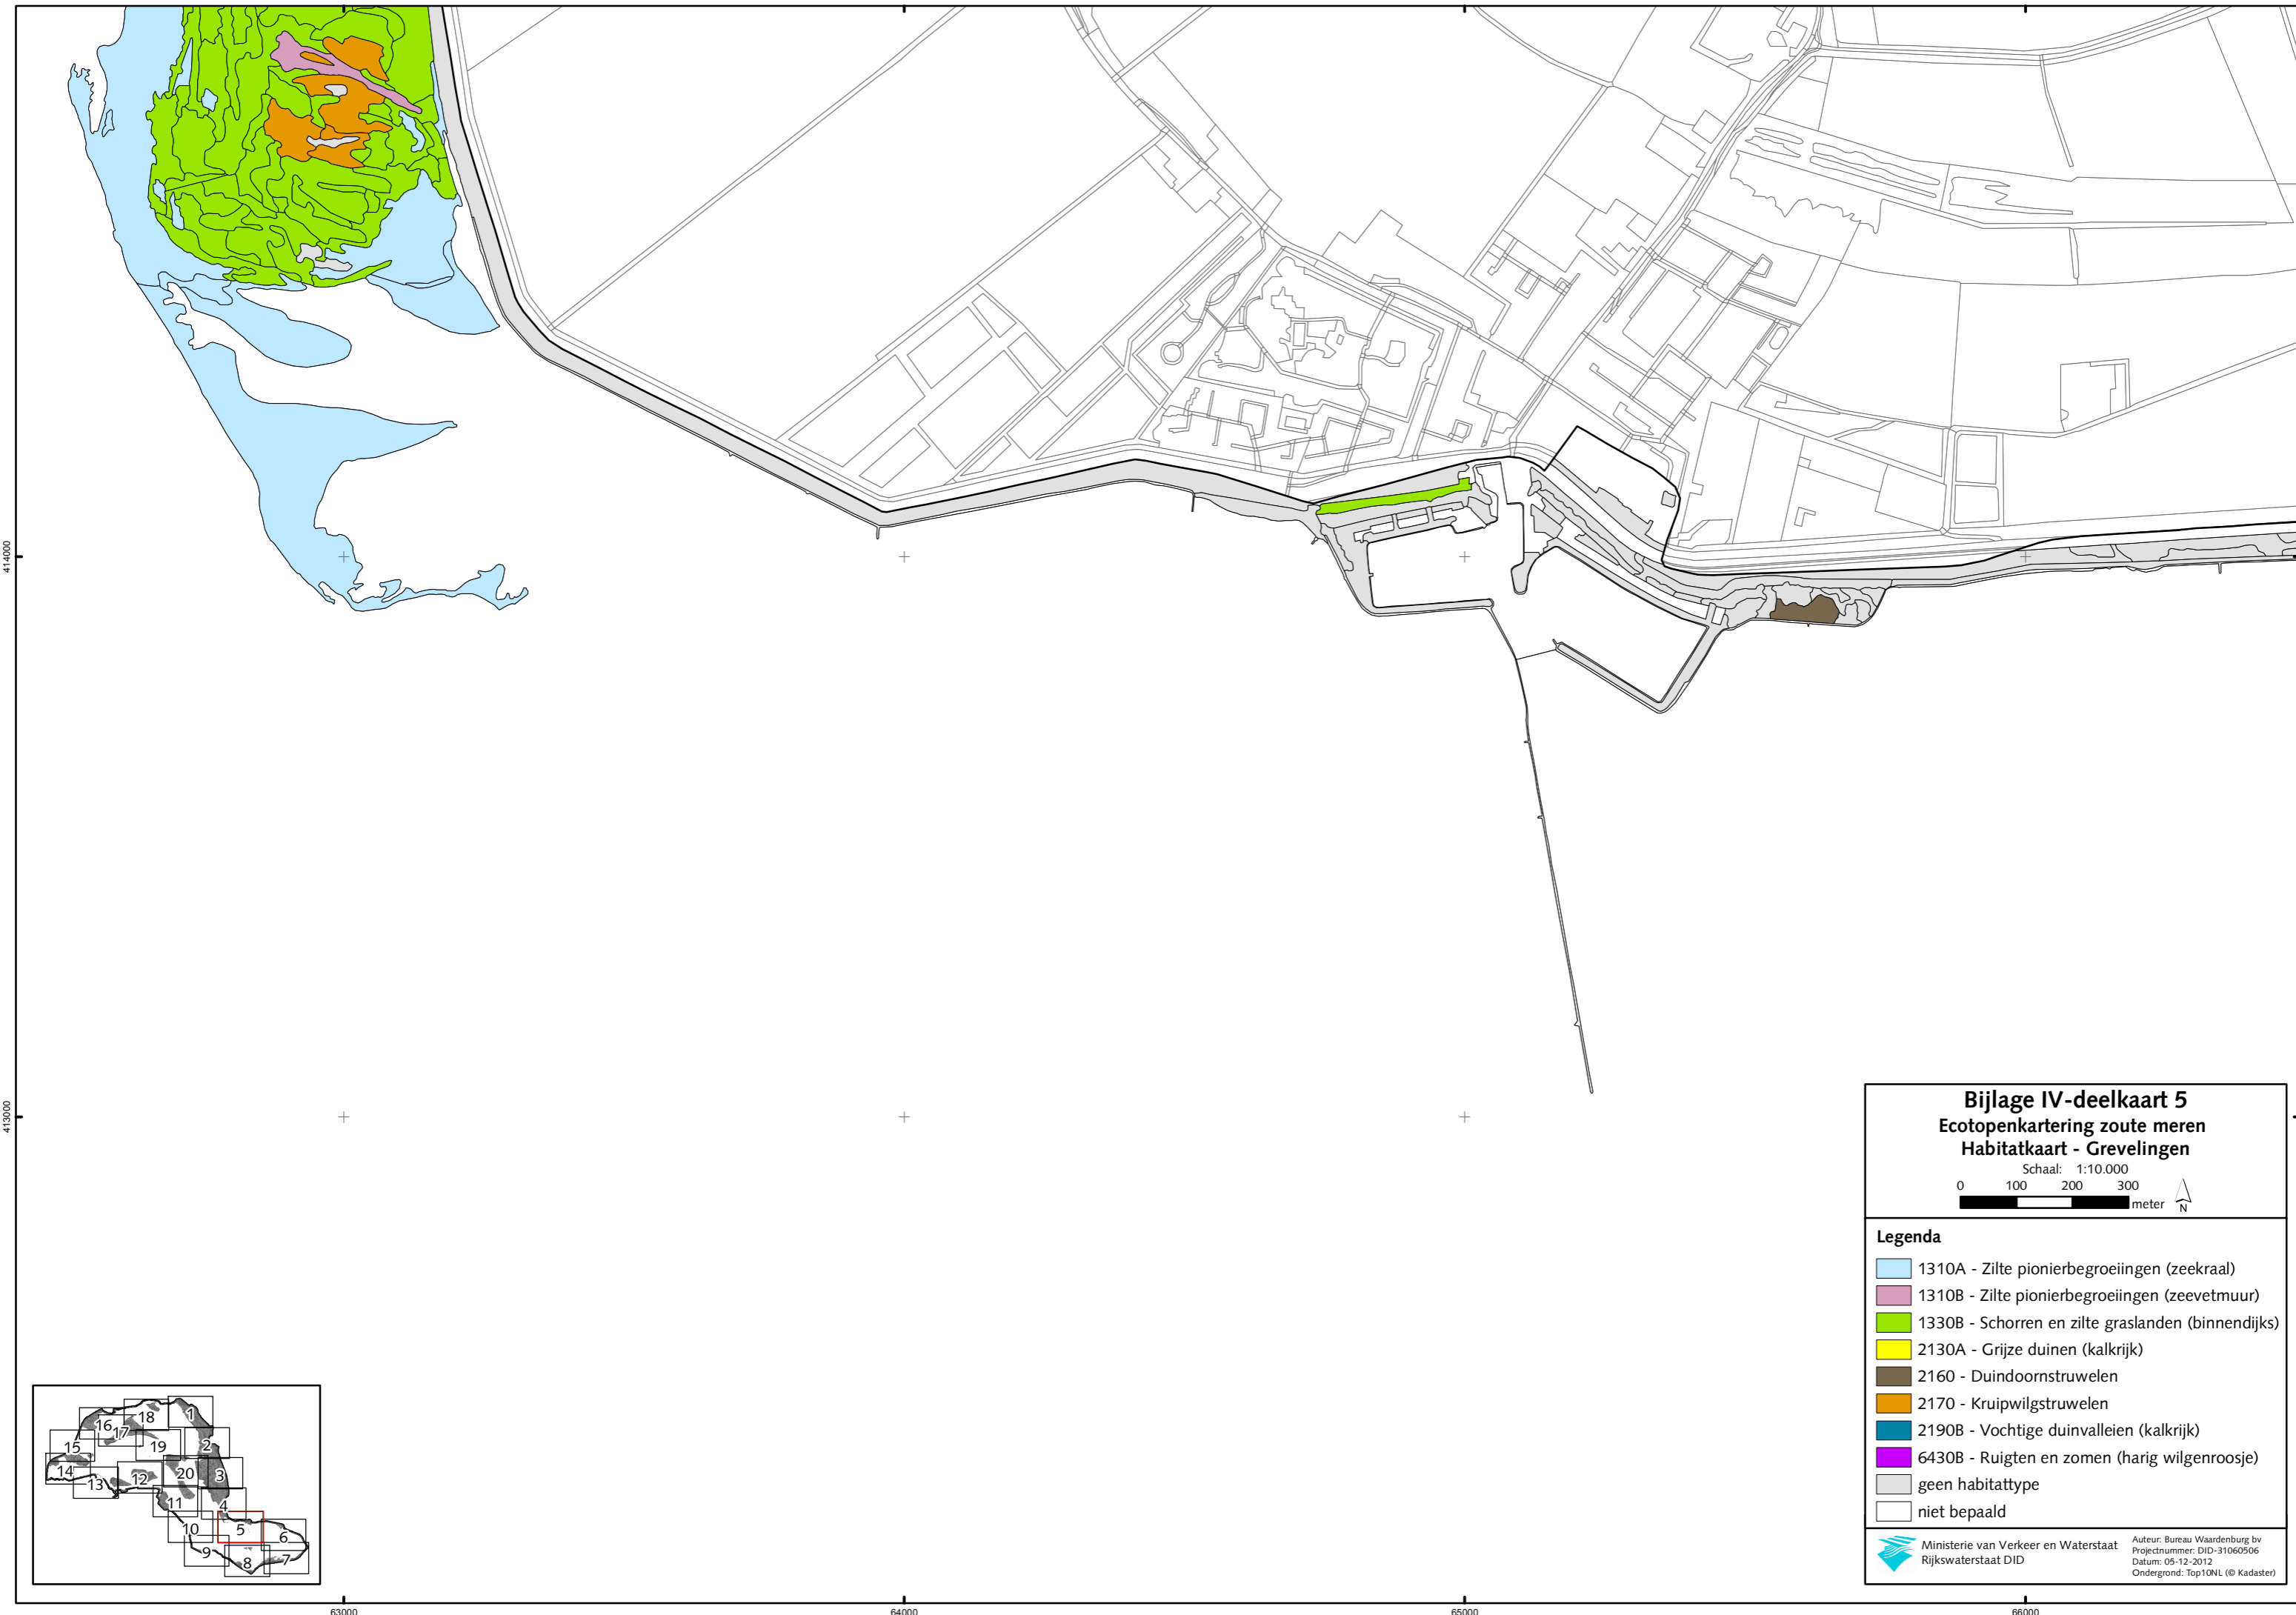 414000
413000
Bijlage IV-deelkaart 5
Ecotopenkartering zoute meren
Habitatkaart - Grevelingen
Schaal: 1:10.000
0 100 200 300
meter
N
Legenda
1310A - Zilte pionierbegroeiingen (zeekraal)
1310B - Zilte pionierbegroeiingen (zeevetmuur)
1330B - Schorren en zilte graslanden (binnendijks)
2130A - Grijze duinen (kalkrijk)
2160 - Duindoornstruwelen
2170 - Kruipwilgstruwelen
2190B - Vochtige duinvalleien (kalkrijk)
6430B - Ruigten en zomen (harig wilgenroosje)
geen habitattype
niet bepaald
Ministerie van Verkeer en Waterstaat
Rijkswaterstaat DID
Auteur: Bureau Waardenburg bv
Projectnummer: DID-31060506
Datum: 05-12-2012
Ondergrond: Top10NL (© Kadaster)
18 1
16 17
15 19 2
14 13 12 20 3
11 4
10 5 6
9 8 7
63000 64000 65000 66000